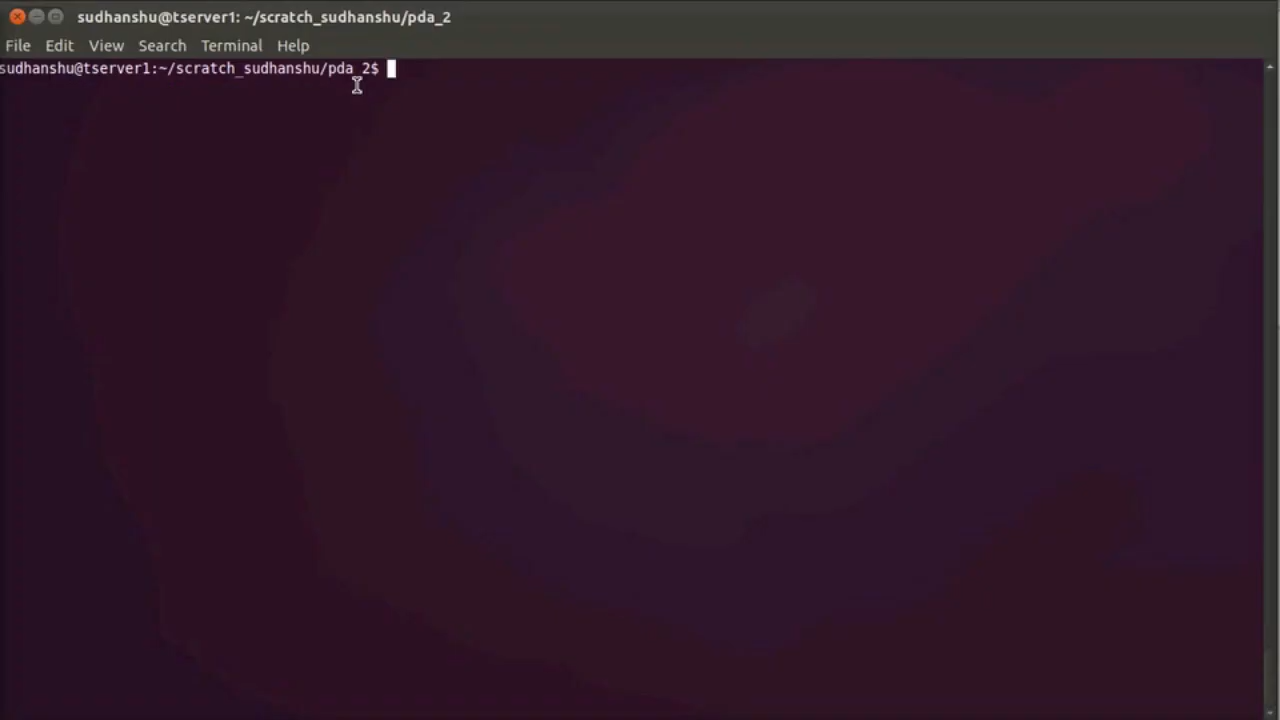 sudhanshu@tserver1: ~/scratch_sudhanshu/pda_2
File Edit View Search Terminal Help
sudhanshu@tserver1:~/scratch_sudhanshu/pda_2$